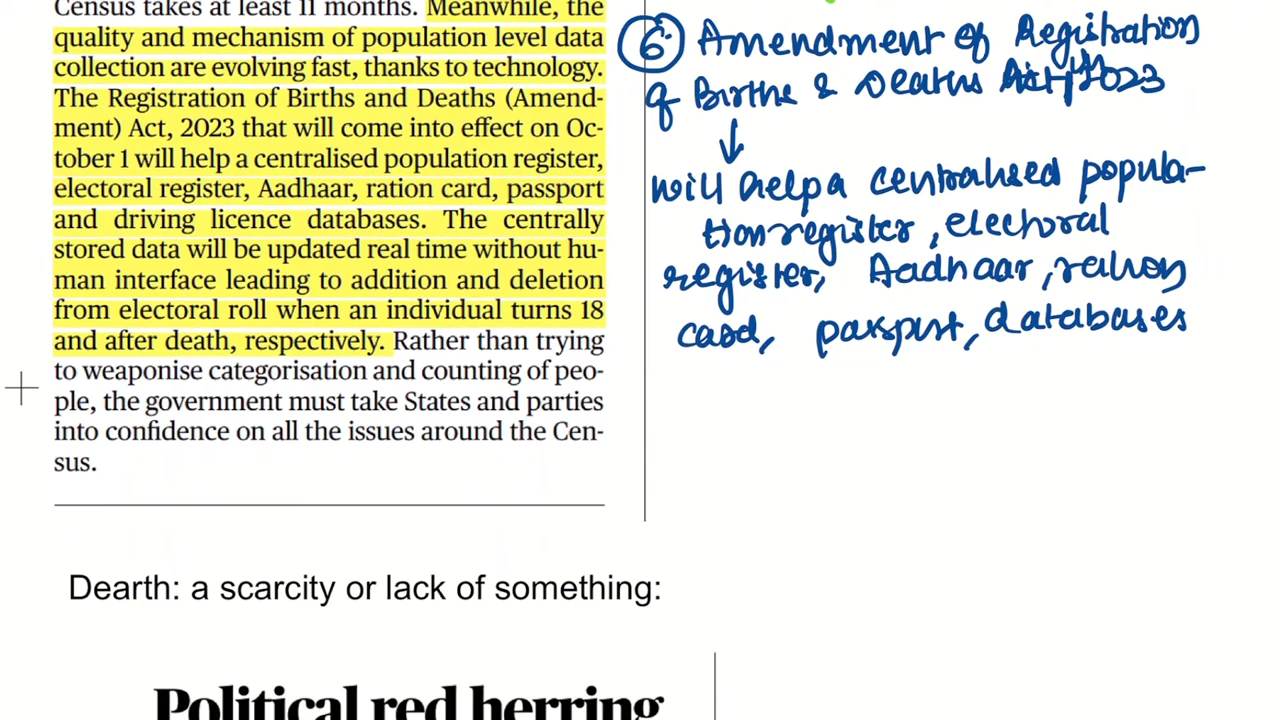 Census takes at least 11 months. Meanwhile, the
quality and mechanism of population level data
collection are evolving fast, thanks to technology.
The Registration of Births and Deaths (Amend-
ment) Act, 2023 that will come into effect on Oc-
tober 1 will help a centralised population register,
electoral register, Aadhaar, ration card, passport
and driving licence databases. The centrally
stored data will be updated real time without hu-
man interface leading to addition and deletion
from electoral roll when an individual turns 18
and after death, respectively. Rather than trying
to weaponise categorisation and counting of peo-
ple, the government must take States and parties
into confidence on all the issues around the Cen-
sus.
6 Amendment of Registration
of Births & Deaths Act, 2023
↓
will help a centralised popula-
tion register, electoral
register, Aadhaar, ration
card, passport, databases
Dearth: a scarcity or lack of something:
Political red herring